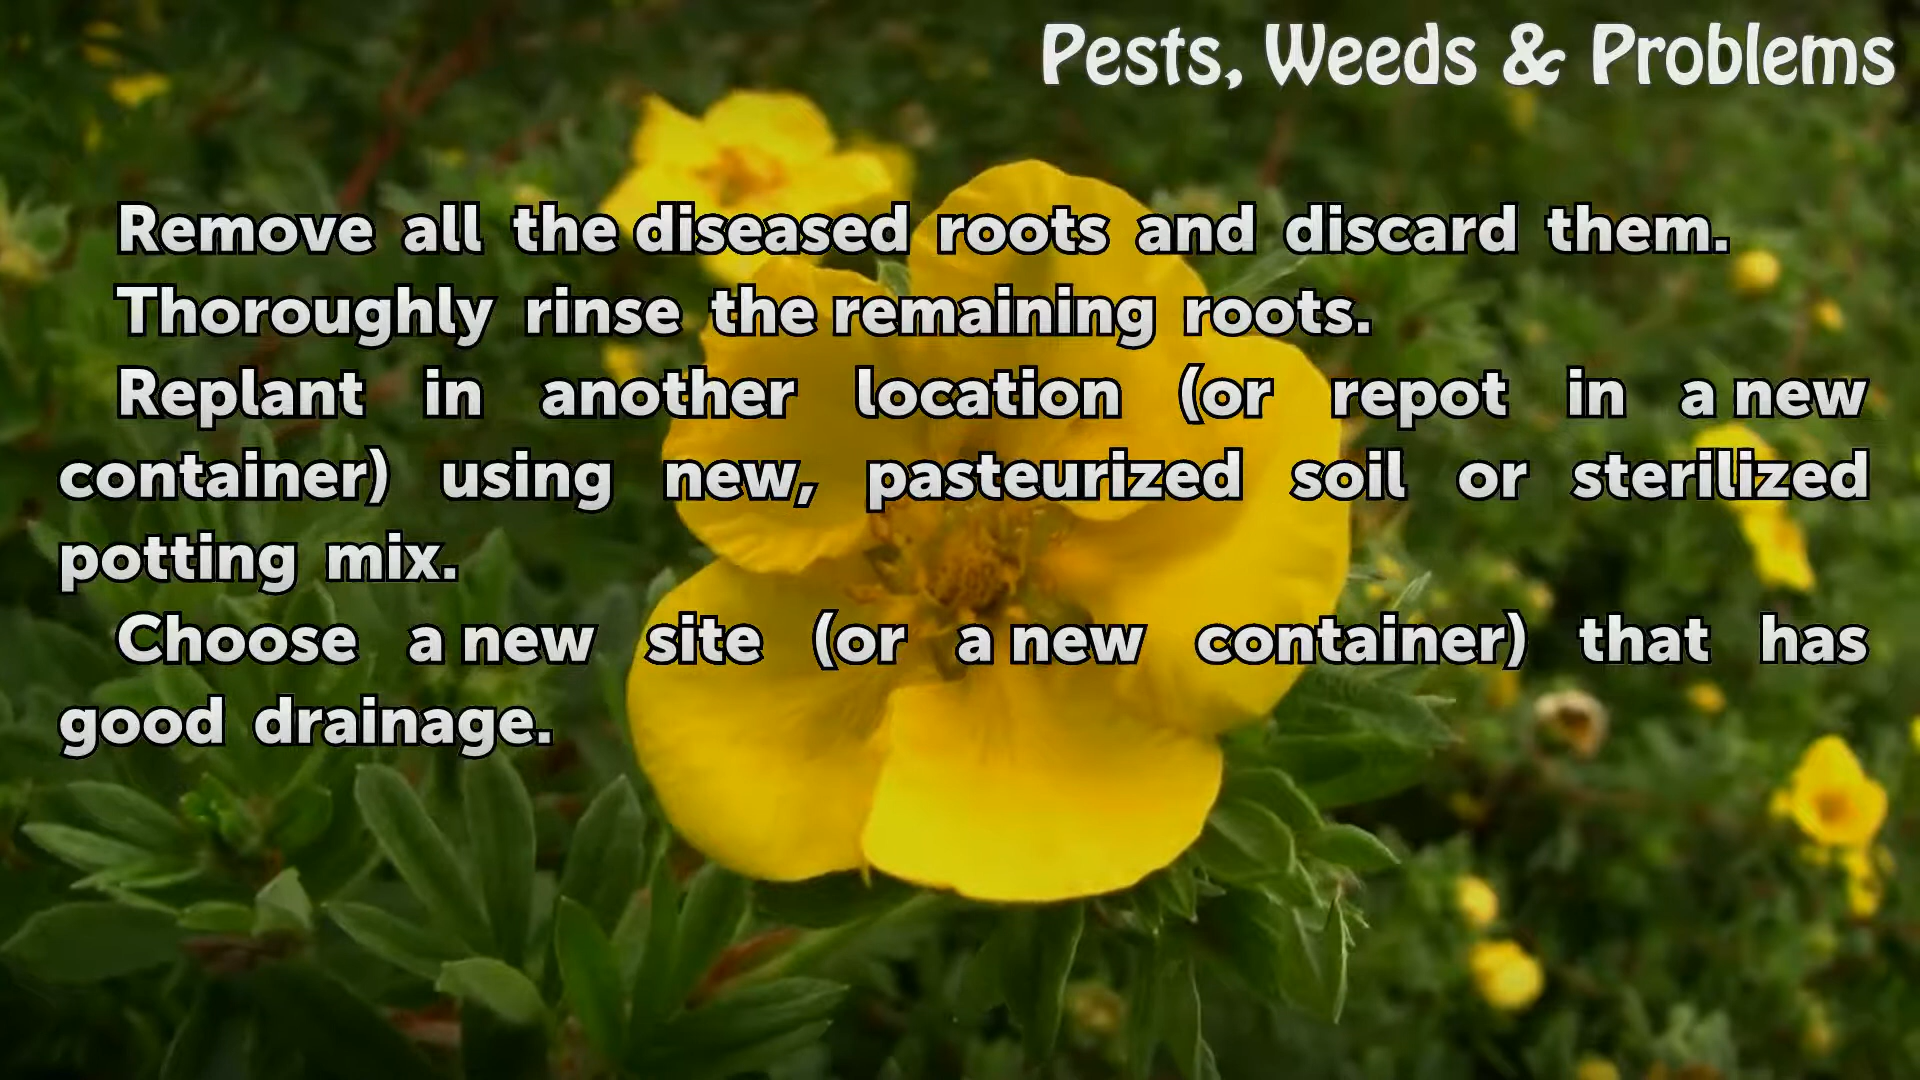 Pests, Weeds & Problems
Remove all the diseased roots and discard them.
Thoroughly rinse the remaining roots.
Replant in another location (or repot in a new
container) using new, pasteurized soil or sterilized
potting mix.
Choose a new site (or a new container) that has
good drainage.